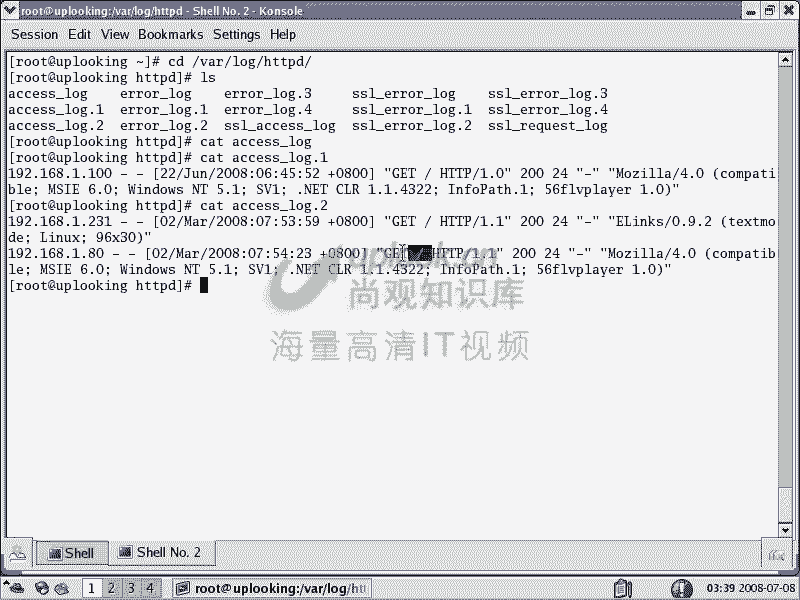 root@uplooking:/var/log/httpd - Shell No. 2 - Konsole
Session Edit View Bookmarks Settings Help
[root@uplooking ~]# cd /var/log/httpd/
[root@uplooking httpd]# ls
access_log error_log error_log.3 ssl_error_log ssl_error_log.3
access_log.1 error_log.1 error_log.4 ssl_error_log.1 ssl_error_log.4
access_log.2 error_log.2 ssl_access_log ssl_error_log.2 ssl_request_log
[root@uplooking httpd]# cat access_log
[root@uplooking httpd]# cat access_log.1
192.168.1.100 - - [22/Jun/2008:06:45:52 +0800] "GET / HTTP/1.0" 200 24 "-" "Mozilla/4.0 (compati
ble; MSIE 6.0; Windows NT 5.1; SV1; .NET CLR 1.1.4322; InfoPath.1; 56flvplayer 1.0)"
[root@uplooking httpd]# cat access_log.2
192.168.1.231 - - [02/Mar/2008:07:53:59 +0800] "GET / HTTP/1.1" 200 24 "-" "ELinks/0.9.2 (textmo
de; Linux; 96x30)"
192.168.1.80 - - [02/Mar/2008:07:54:23 +0800] "GET HTTP/1.1" 200 24 "-" "Mozilla/4.0 (compatib
le; MSIE 6.0; Windows NT 5.1; SV1; .NET CLR 1.1.4322; InfoPath.1; 56flvplayer 1.0)"
[root@uplooking httpd]#
尚观知识库
海量高清IT视频
Shell Shell No. 2
1 2 3 4 root@uplooking:/var/log/htt 03:39 2008-07-08